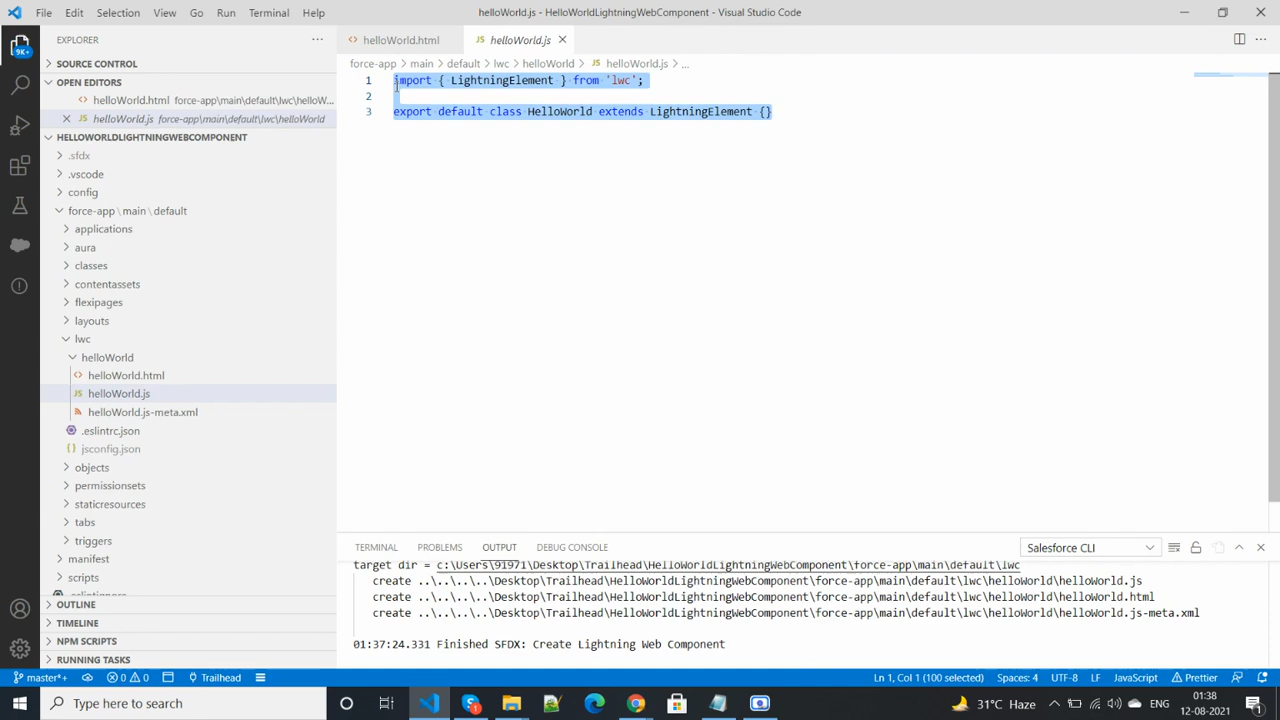 File Edit Selection View Go Run Terminal Help
helloWorld.js - HelloWorldLightningWebComponent - Visual Studio Code
9K+
EXPLORER
SOURCE CONTROL
OPEN EDITORS
helloWorld.html force-app\main\default\lwc\helloW...
helloWorld.js force-app\main\default\lwc\helloWorld
HELLOWORLDLIGHTNINGWEBCOMPONENT
.sfdx
.vscode
config
force-app\main\default
applications
aura
classes
contentassets
flexipages
layouts
lwc
helloWorld
helloWorld.html
JS helloWorld.js
helloWorld.js-meta.xml
.eslintrc.json
{} jsconfig.json
objects
permissionsets
staticresources
tabs
triggers
manifest
scripts
.eslintignore
OUTLINE
TIMELINE
NPM SCRIPTS
RUNNING TASKS
helloWorld.html
JS helloWorld.js
force-app > main > default > lwc > helloWorld > JS helloWorld.js > ...
1 import { LightningElement } from 'lwc';
2
3 export default class HelloWorld extends LightningElement {}
TERMINAL PROBLEMS OUTPUT DEBUG CONSOLE
Salesforce CLI
target dir = c:\Users\91971\Desktop\Trailhead\HelloWorldLightningWebComponent\force-app\main\default\lwc
create ..\..\..\..\Desktop\Trailhead\HelloWorldLightningWebComponent\force-app\main\default\lwc\helloWorld\helloWorld.js
create ..\..\..\..\Desktop\Trailhead\HelloWorldLightningWebComponent\force-app\main\default\lwc\helloWorld\helloWorld.html
create ..\..\..\..\Desktop\Trailhead\HelloWorldLightningWebComponent\force-app\main\default\lwc\helloWorld\helloWorld.js-meta.xml
01:37:24.331 Finished SFDX: Create Lightning Web Component
master*+ 0 0 Trailhead
Ln 1, Col 1 (100 selected) Spaces: 4 UTF-8 LF JavaScript Prettier
Type here to search
31°C Haze
ENG
01:38
12-08-2021
1